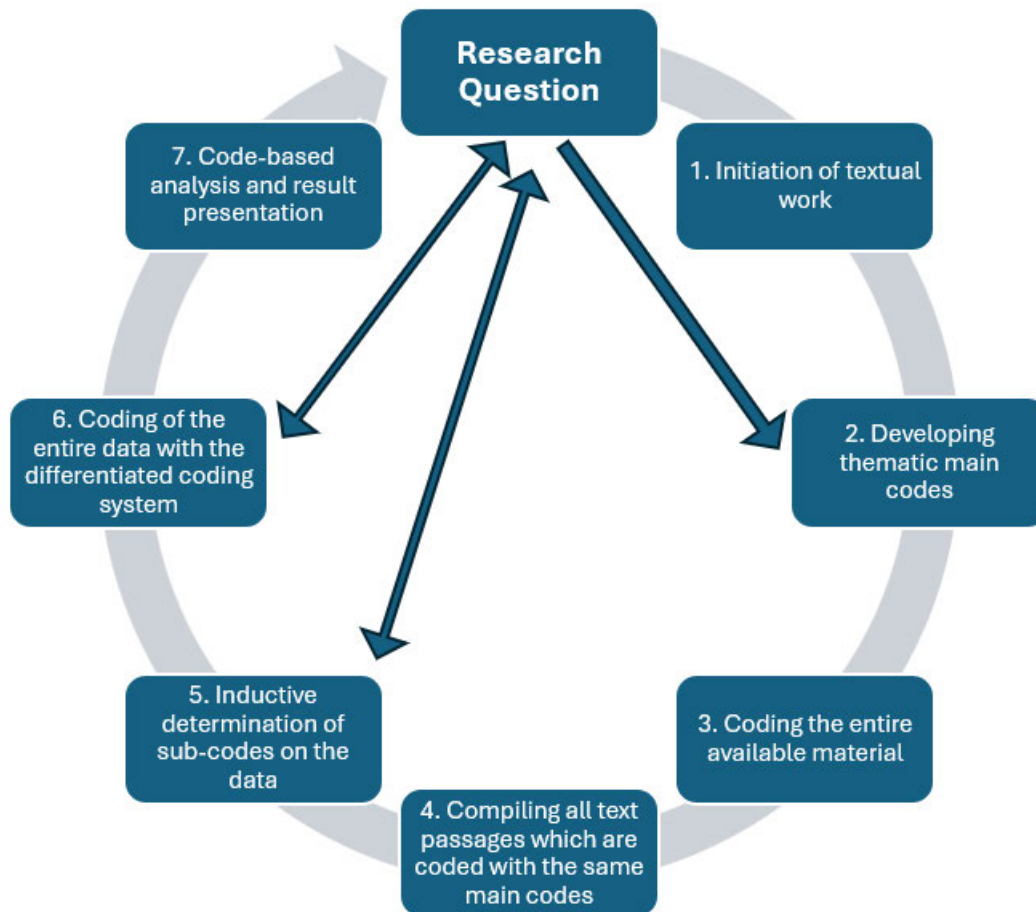 Research
Question
1. Initiation of textual
work
2. Developing
thematic main
codes
3. Coding the entire
available material
4. Compiling all text
passages which are
coded with the same
main codes
5. Inductive
determination of
sub-codes on the
data
6. Coding of the
entire data with the
differentiated coding
system
7. Code-based
analysis and result
presentation